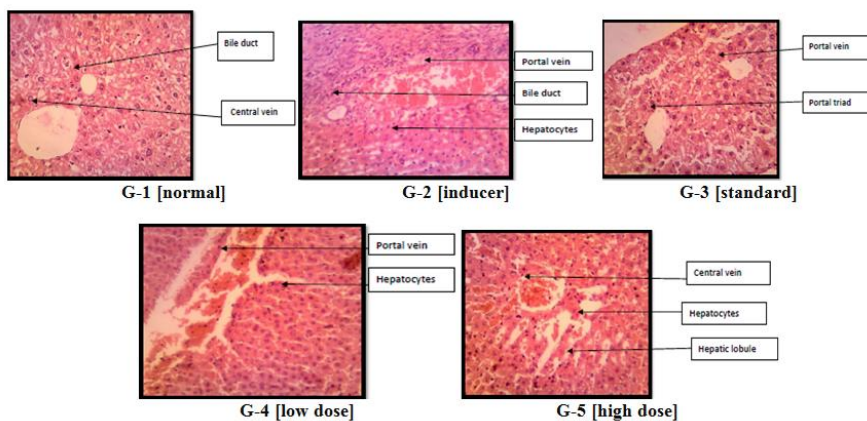 Bile duct
Central vein
G-1 [normal]
Portal vein
Bile duct
Hepatocytes
G-2 [inducer]
Portal vein
Portal triad
G-3 [standard]
Portal vein
Hepatocytes
G-4 [low dose]
Central vein
Hepatocytes
Hepatic lobule
G-5 [high dose]